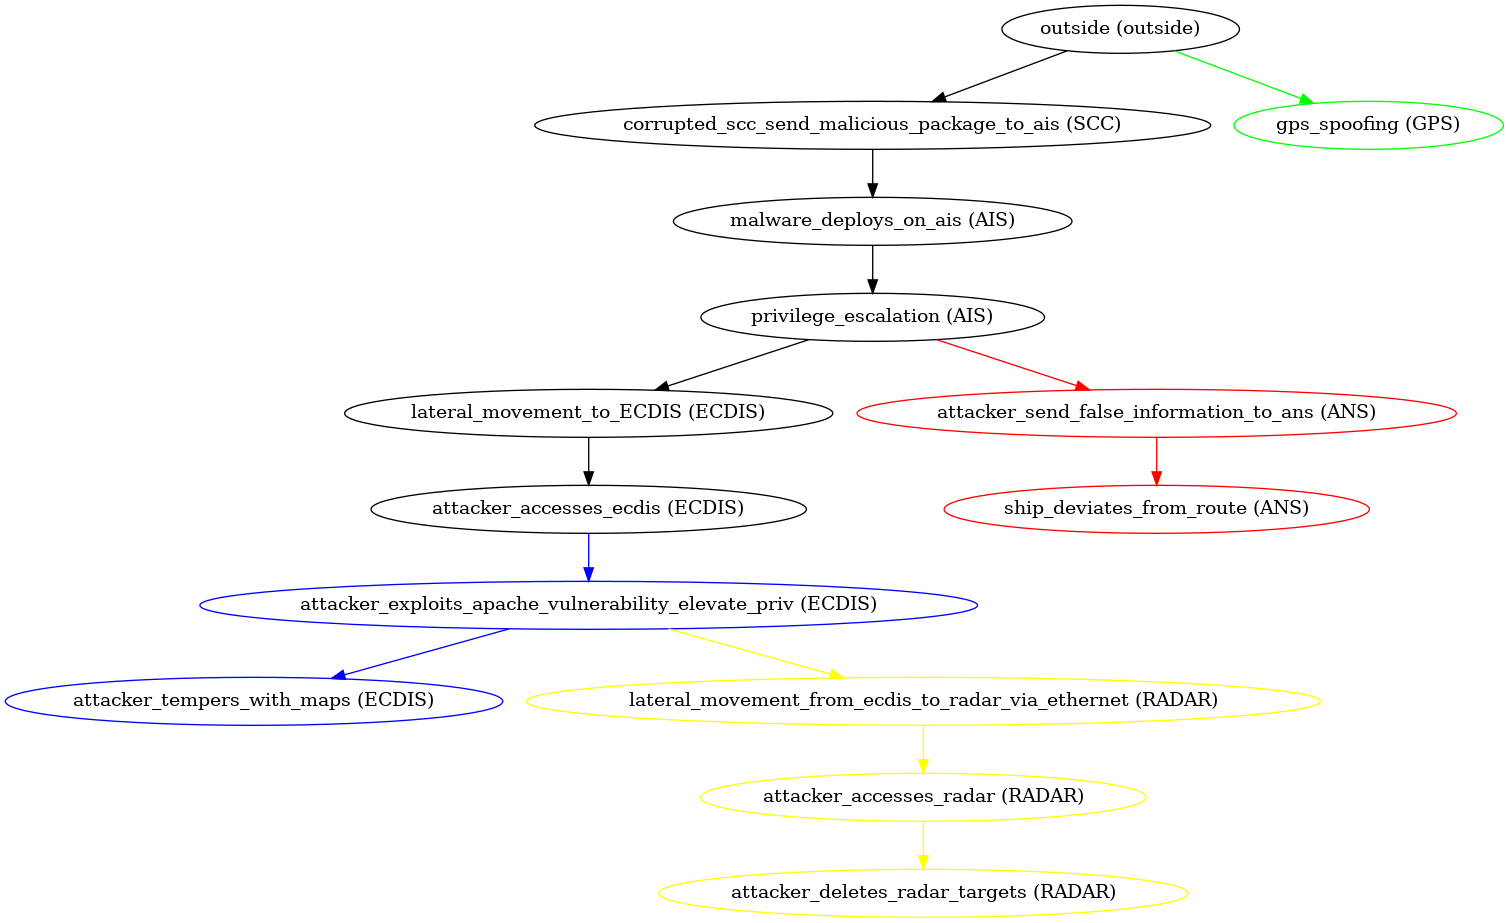 outside (outside)
corrupted_scc_send_malicious_package_to_ais (SCC)
gps_spoofing (GPS)
malware_deploys_on_ais (AIS)
privilege_escalation (AIS)
lateral_movement_to_ECDIS (ECDIS)
attacker_send_false_information_to_ans (ANS)
attacker_accesses_ecdis (ECDIS)
ship_deviates_from_route (ANS)
attacker_exploits_apache_vulnerability_elevate_priv (ECDIS)
attacker_tempers_with_maps (ECDIS)
lateral_movement_from_ecdis_to_radar_via_ethernet (RADAR)
attacker_accesses_radar (RADAR)
attacker_deletes_radar_targets (RADAR)